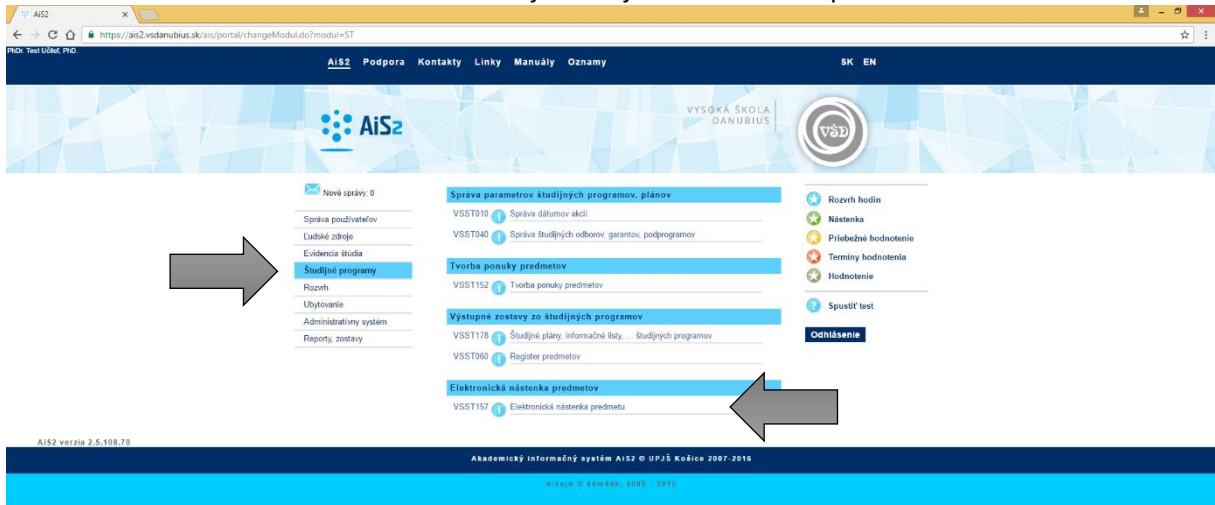 AiS2
https://ais2.vsdanubius.sk/ais/portal/changeModul.do?modul=ST
PhDr. Test Učiteľ, PhD.
AiS2 Podpora Kontakty Linky Manuály Oznamy SK EN
AiS2
VYSOKÁ ŠKOLA
DANUBIUS
VŠD
Nové správy: 0
Správa používateľov
Ľudské zdroje
Evidencia štúdia
Študijné programy
Rozvrh
Ubytovanie
Administratívny systém
Reporty, zostavy
Správa parametrov študijných programov, plánov
VSST010 Správa dátumov akcií
VSST040 Správa študijných odborov, garantov, podprogramov
Tvorba ponuky predmetov
VSST152 Tvorba ponuky predmetov
Výstupné zostavy zo študijných programov
VSST178 Študijné plány, informačné listy, ... študijných programov
VSST060 Register predmetov
Elektronická nástenka predmetov
VSST157 Elektronická nástenka predmetu
Rozvrh hodín
Nástenka
Priebežné hodnotenie
Termíny hodnotenia
Hodnotenie
Spustiť test
Odhlásenie
AiS2 verzia 2.5.108.70
Akademický informačný systém AiS2 © UPJŠ Košice 2007-2016